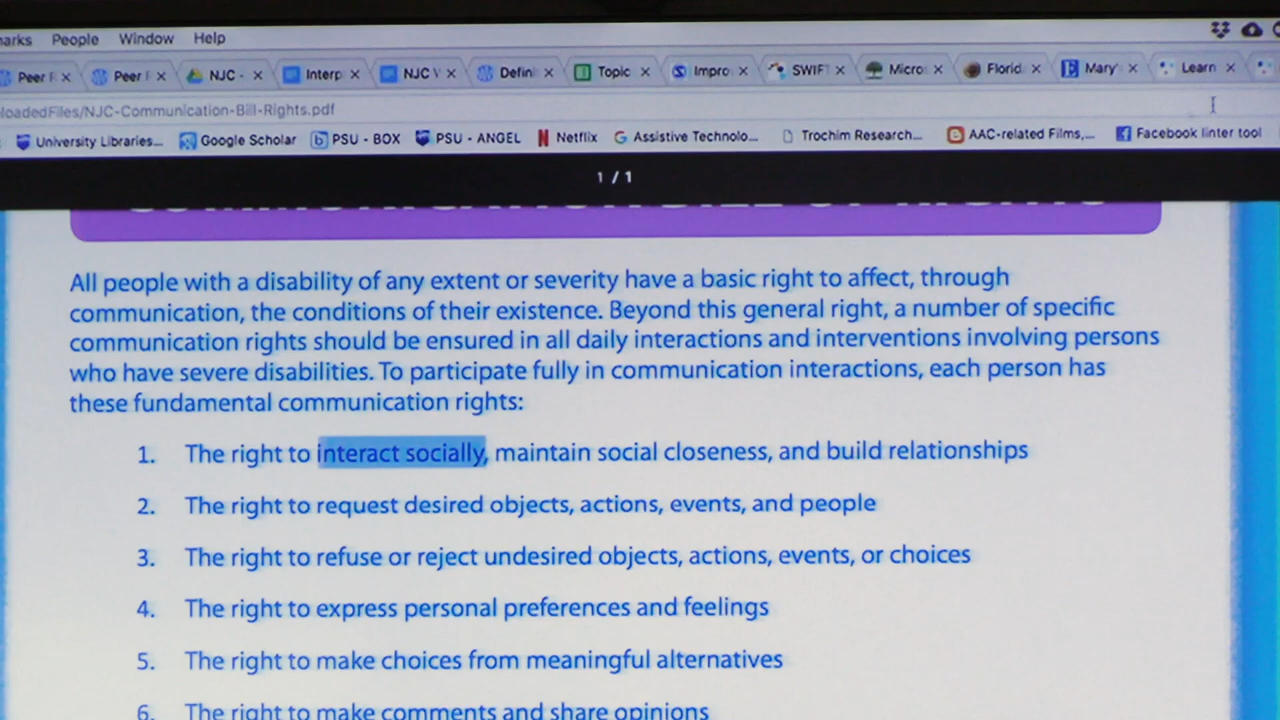 arks People Window Help
Peer F Peer I NJC - Interp NJC V Defin Topic Impro SWIF Micro Florid Mary' Learn
loadedFiles/NJC-Communication-Bill-Rights.pdf
University Libraries... Google Scholar PSU - BOX PSU - ANGEL Netflix Assistive Technolo... Trochim Research... AAC-related Films,... Facebook linter tool
1 / 1
All people with a disability of any extent or severity have a basic right to affect, through
communication, the conditions of their existence. Beyond this general right, a number of specific
communication rights should be ensured in all daily interactions and interventions involving persons
who have severe disabilities. To participate fully in communication interactions, each person has
these fundamental communication rights:
1. The right to interact socially, maintain social closeness, and build relationships
2. The right to request desired objects, actions, events, and people
3. The right to refuse or reject undesired objects, actions, events, or choices
4. The right to express personal preferences and feelings
5. The right to make choices from meaningful alternatives
6. The right to make comments and share opinions